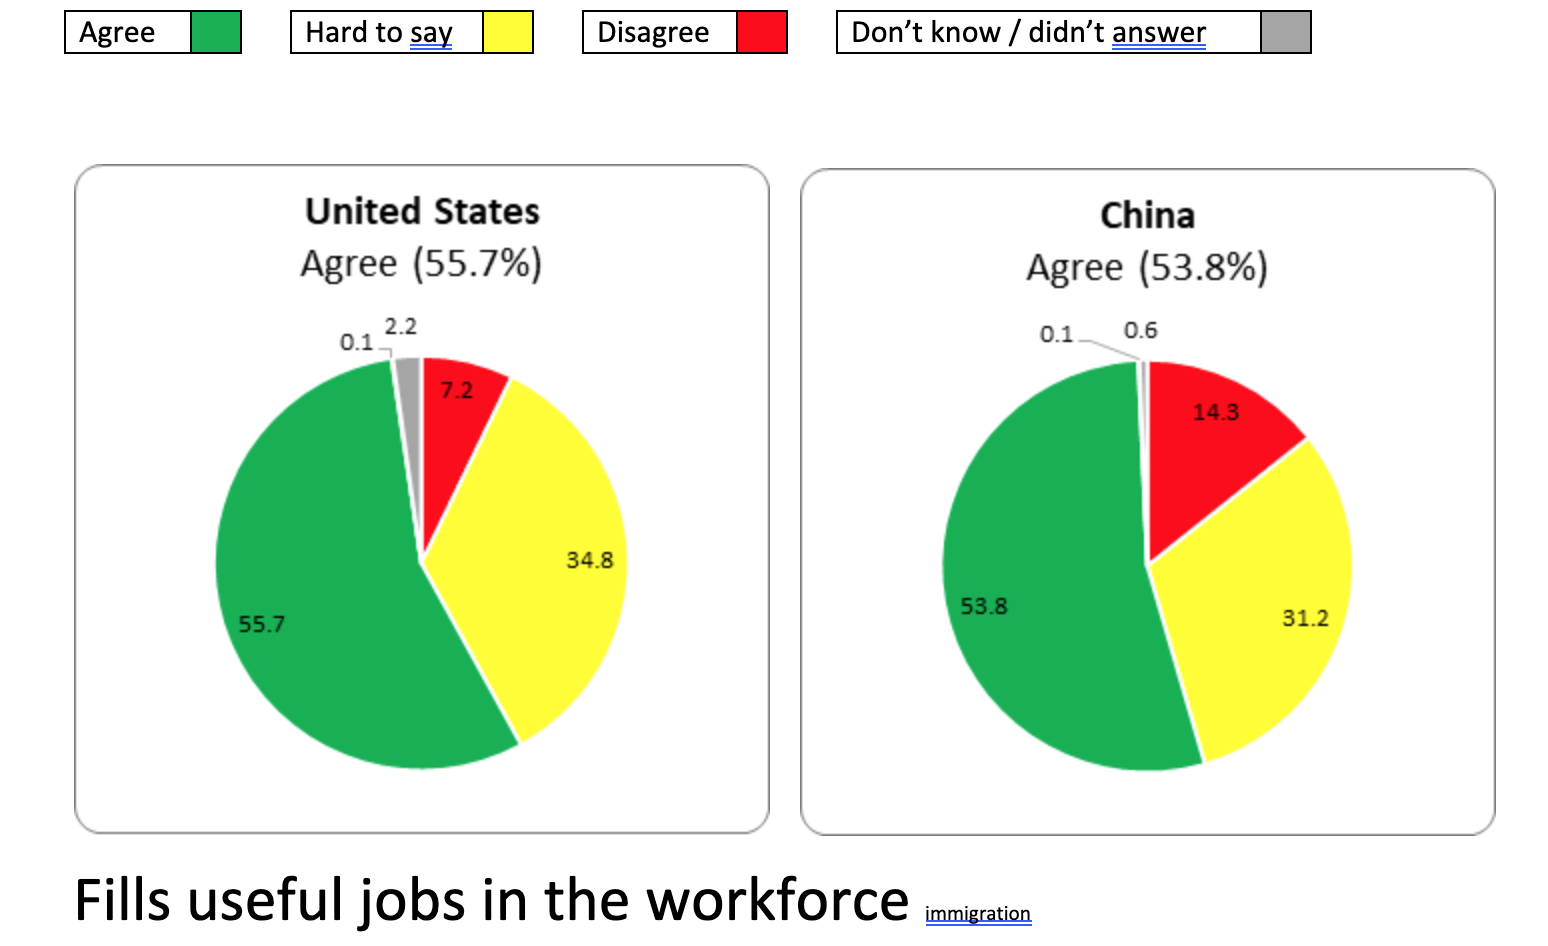 Agree
Hard to say
Disagree
Don’t know / didn’t answer
United States
Agree (55.7%)
0.1
2.2
7.2
34.8
55.7
China
Agree (53.8%)
0.1
0.6
14.3
53.8
31.2
Fills useful jobs in the workforce immigration